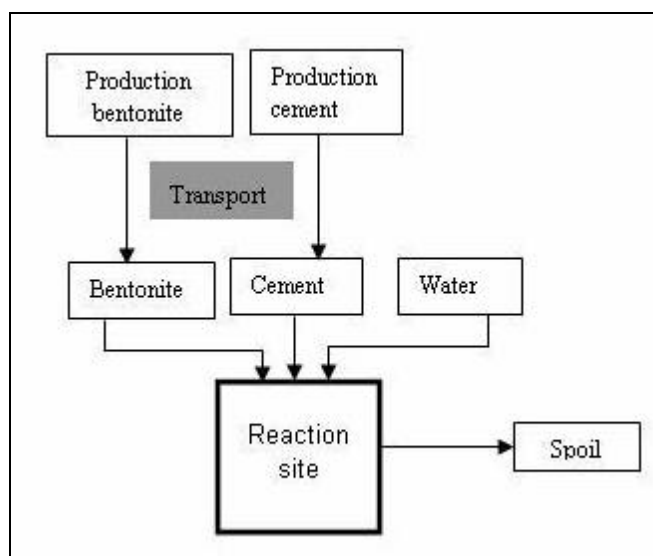 Production
bentonite
Production
cement
Transport
Bentonite
Cement
Water
Reaction
site
Spoil